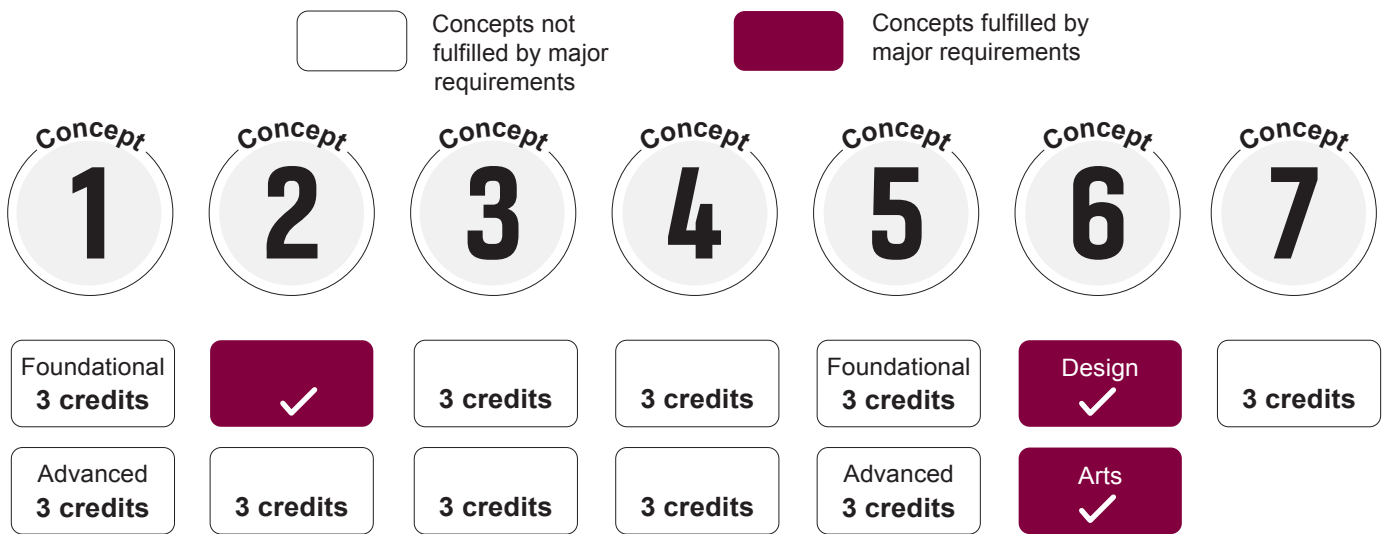 Concepts not
fulfilled by major
requirements
Concepts fulfilled by
major requirements
Concept
1
Concept
2
Concept
3
Concept
4
Concept
5
Concept
6
Concept
7
Foundational
3 credits
3 credits
3 credits
Foundational
3 credits
Design
3 credits
Advanced
3 credits
3 credits
3 credits
3 credits
Advanced
3 credits
Arts